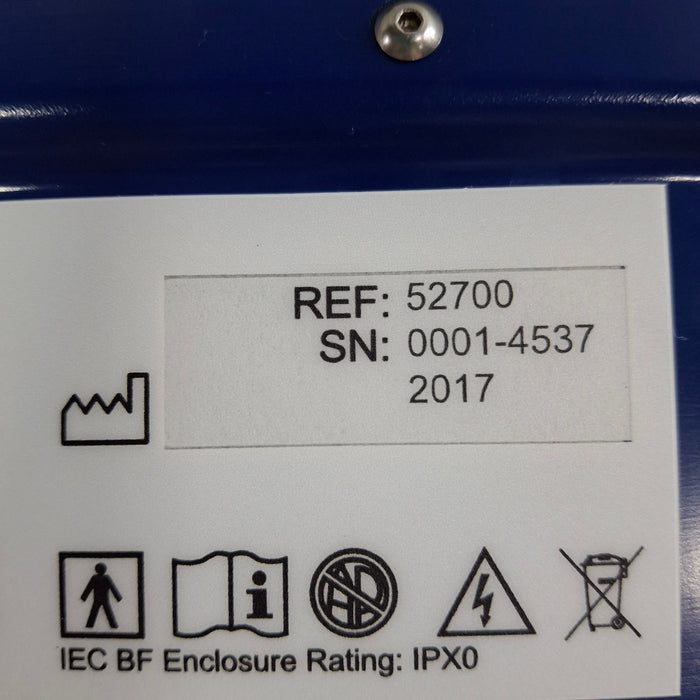 REF: 52700
SN: 0001-4537
2017
IEC BF Enclosure Rating: IPX0